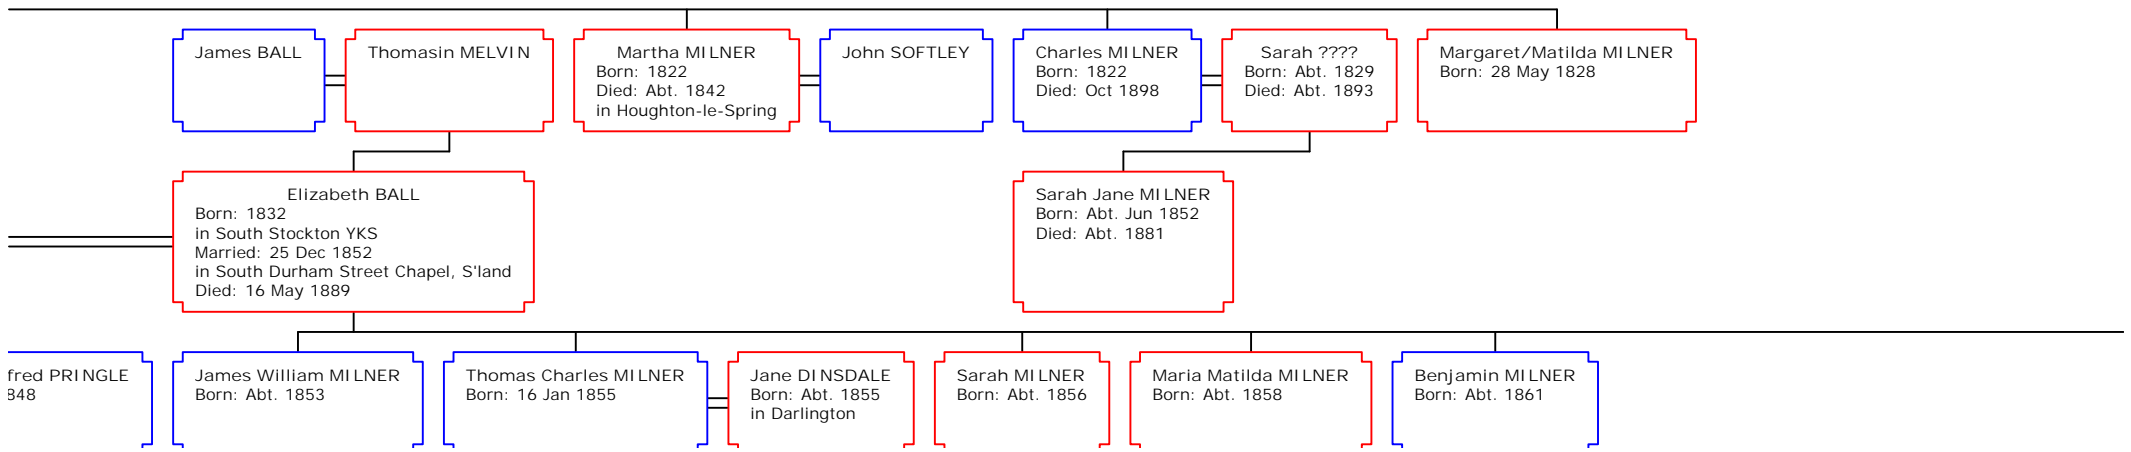 James BALL
Thomasin MELVIN
Martha MILNER
Born: 1822
Died: Abt. 1842
in Houghton-le-Spring
John SOFTLEY
Charles MILNER
Born: 1822
Died: Oct 1898
Sarah ????
Born: Abt. 1829
Died: Abt. 1893
Margaret/Matilda MILNER
Born: 28 May 1828
Elizabeth BALL
Born: 1832
in South Stockton YKS
Married: 25 Dec 1852
in South Durham Street Chapel, S'land
Died: 16 May 1889
Sarah Jane MILNER
Born: Abt. Jun 1852
Died: Abt. 1881
fred PRINGLE
848
James William MILNER
Born: Abt. 1853
Thomas Charles MILNER
Born: 16 Jan 1855
Jane DINSDALE
Born: Abt. 1855
in Darlington
Sarah MILNER
Born: Abt. 1856
Maria Matilda MILNER
Born: Abt. 1858
Benjamin MILNER
Born: Abt. 1861